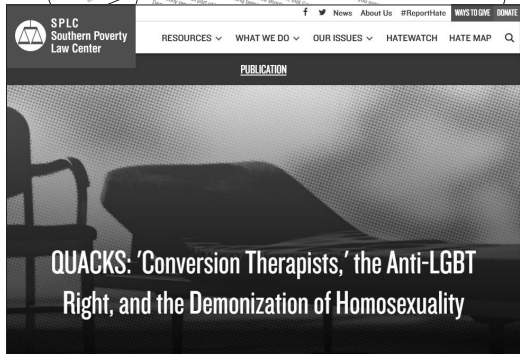 News About Us #ReportHate WAYS TO GIVE DONATE
SPLC
Southern Poverty
Law Center
RESOURCES WHAT WE DO OUR ISSUES HATEWATCH HATE MAP
PUBLICATION
QUACKS: 'Conversion Therapists,' the Anti-LGBT
Right, and the Demonization of Homosexuality